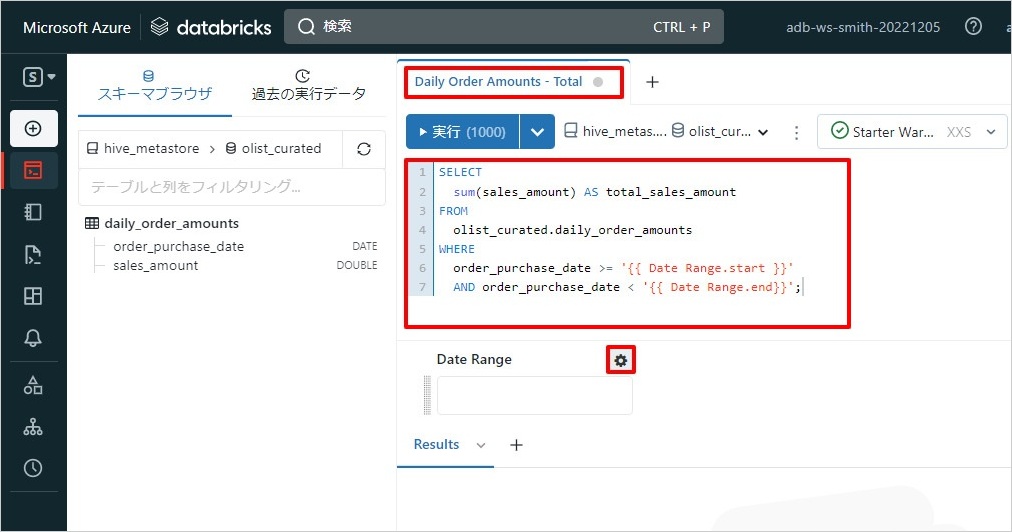 Microsoft Azure
databricks
検索
CTRL + P
adb-ws-smith-20221205
?
a
S
スキーマブラウザ
過去の実行データ
hive_metastore > olist_curated
テーブルと列をフィルタリング...
daily_order_amounts
order_purchase_date DATE
sales_amount DOUBLE
Daily Order Amounts - Total
+
実行 (1000)
hive_metas.... olist_cur...
Starter War... XXS
1 SELECT
2 sum(sales_amount) AS total_sales_amount
3 FROM
4 olist_curated.daily_order_amounts
5 WHERE
6 order_purchase_date >= '{{ Date Range.start }}'
7 AND order_purchase_date < '{{ Date Range.end}}';
Date Range
Results
+